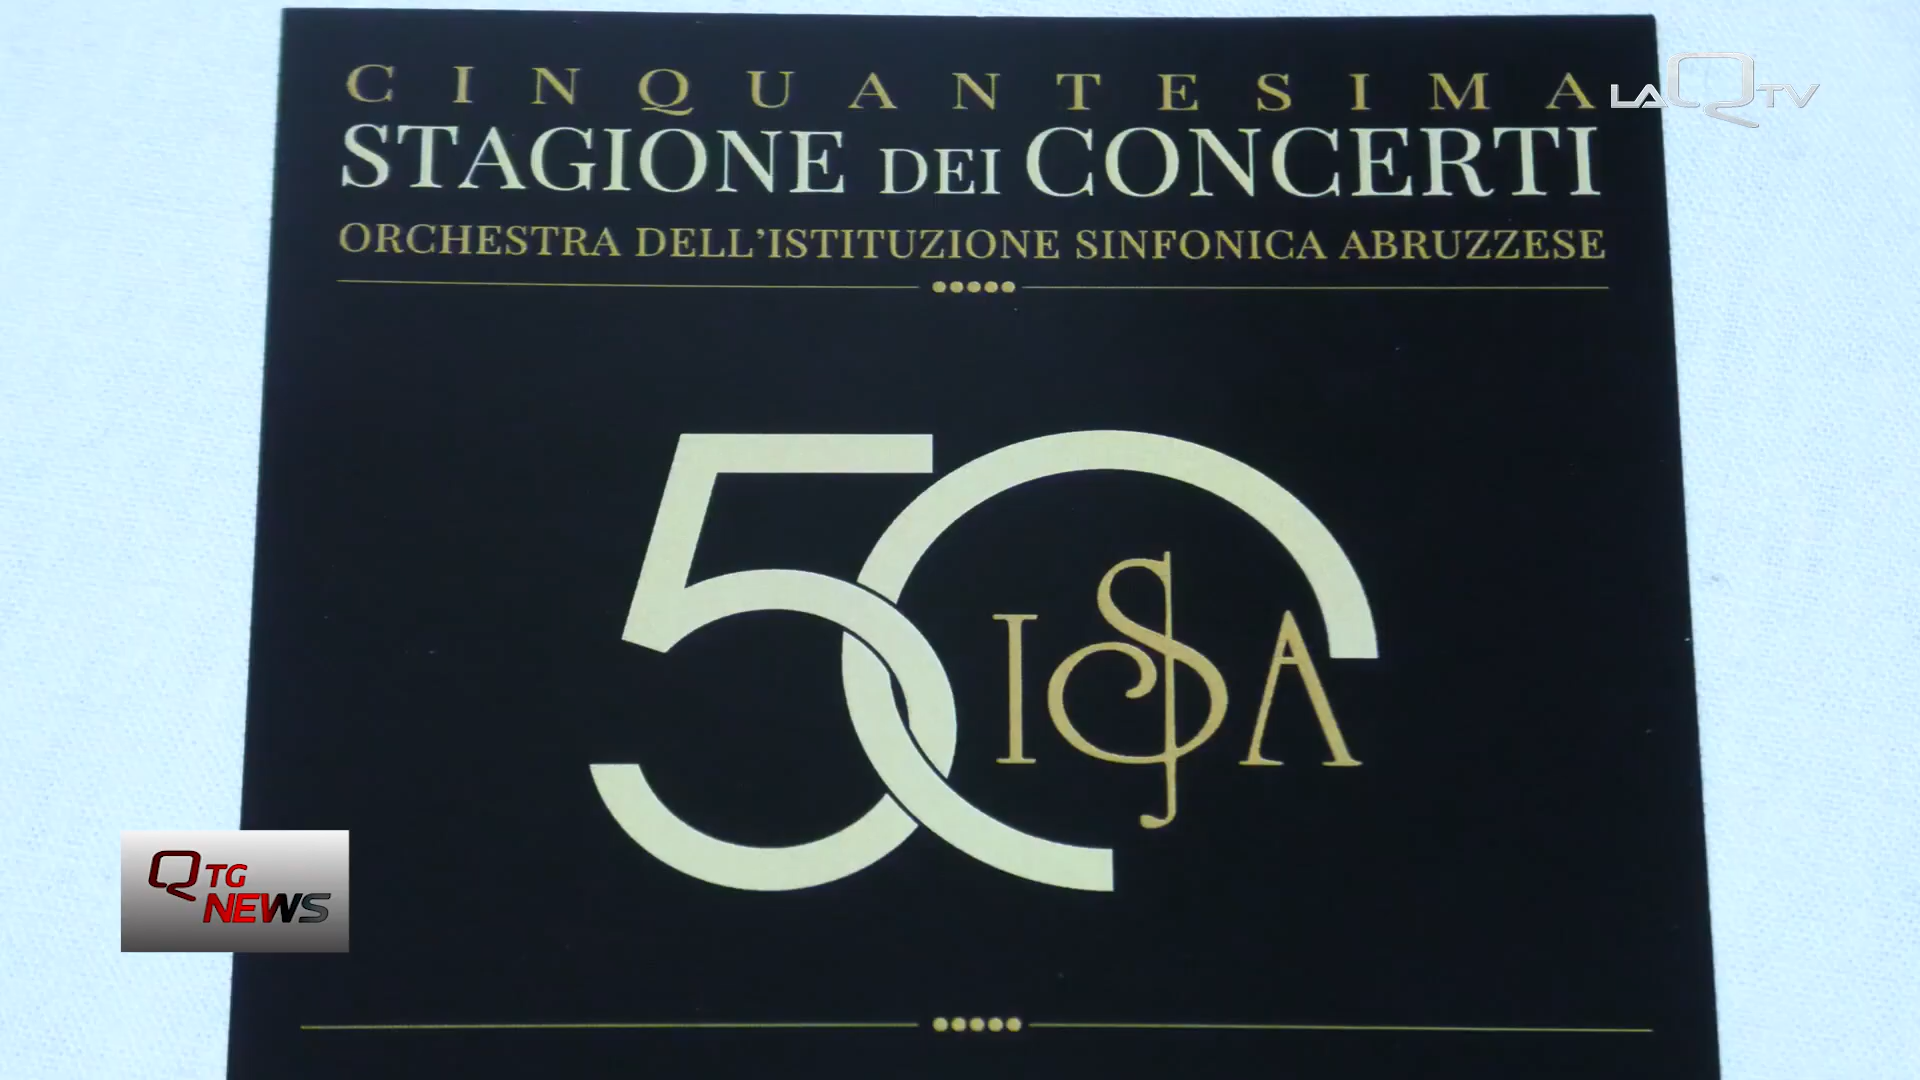 CINQUANTESIMA
STAGIONE DEI CONCERTI
ORCHESTRA DELL'ISTITUZIONE SINFONICA ABRUZZESE
50
ISA
LAQTV
QTG
NEWS